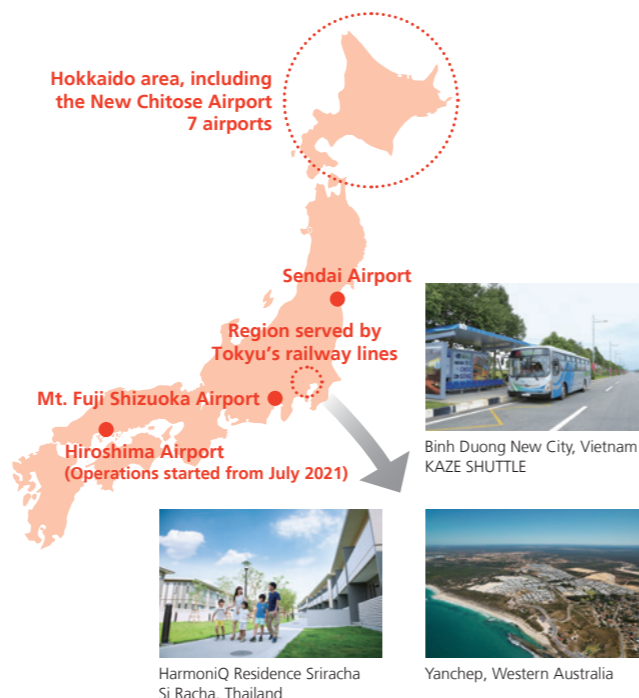 Hokkaido area, including
the New Chitose Airport
7 airports
Sendai Airport
Region served by
Tokyu's railway lines
Mt. Fuji Shizuoka Airport
Hiroshima Airport
(Operations started from July 2021)
Binh Duong New City, Vietnam
KAZE SHUTTLE
HarmoniQ Residence Sriracha
Si Racha, Thailand
Yanchep, Western Australia